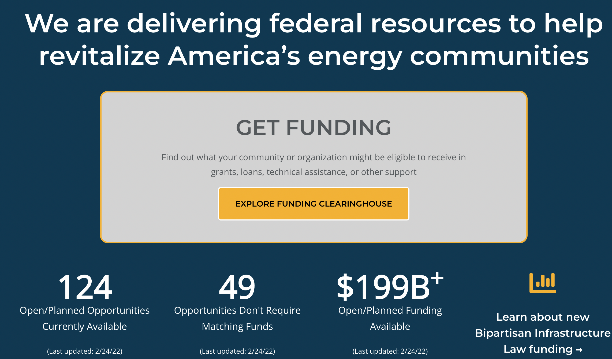 We are delivering federal resources to help
revitalize America's energy communities
GET FUNDING
Find out what your community or organization might be eligible to receive in
grants, loans, technical assistance, or other support
EXPLORE FUNDING CLEARINGHOUSE
124
Open/Planned Opportunities
Currently Available
(Last updated: 2/24/22)
49
Opportunities Don't Require
Matching Funds
(Last updated: 2/24/22)
$199B+
Open/Planned Funding
Available
(Last updated: 2/24/22)
Learn about new
Bipartisan Infrastructure
Law funding →